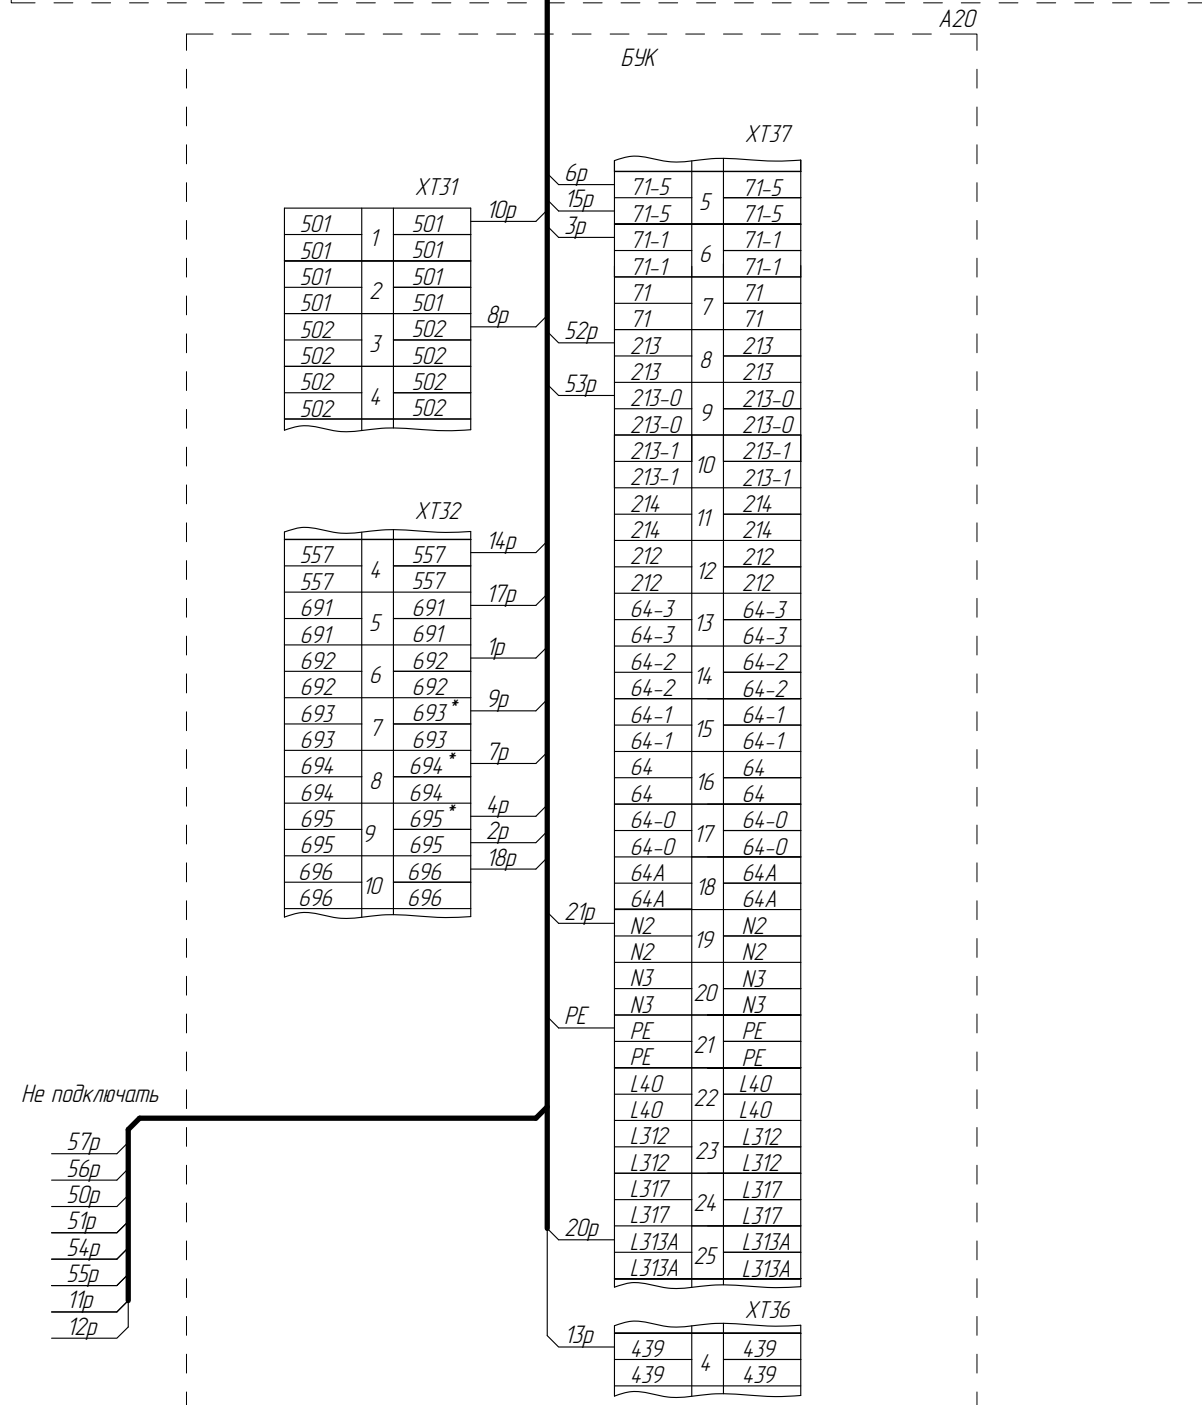 А20
БУК
XT31
10р
501 1 501
501 501
501 2 501
501 501
8р
502 3 502
502 502
502 4 502
502 502
XT32
14р
557 4 557
557 557
17р
691 5 691
691 691
1р
692 6 692
692 692
9р
693 7 693*
693 693
7р
694 8 694*
694 694
4р
695 9 695*
2р
695 695
18р
696 10 696
696 696
XT37
6р
71-5 5 71-5
15р
71-5 71-5
3р
71-1 6 71-1
71-1 71-1
71 7 71
71 71
52р
213 8 213
213 213
53р
213-0 9 213-0
213-0 213-0
213-1 10 213-1
213-1 213-1
214 11 214
214 214
212 12 212
212 212
64-3 13 64-3
64-3 64-3
64-2 14 64-2
64-2 64-2
64-1 15 64-1
64-1 64-1
64 16 64
64 64
64-0 17 64-0
64-0 64-0
64А 18 64А
64А 64А
21р
N2 19 N2
N2 N2
N3 20 N3
N3 N3
PE
PE 21 PE
PE PE
L40 22 L40
L40 L40
L312 23 L312
L312 L312
L317 24 L317
L317 L317
20р
L313A 25 L313A
L313A L313A
XT36
13р
439 4 439
439 439
Не подключать
57р
56р
50р
51р
54р
55р
11р
12р